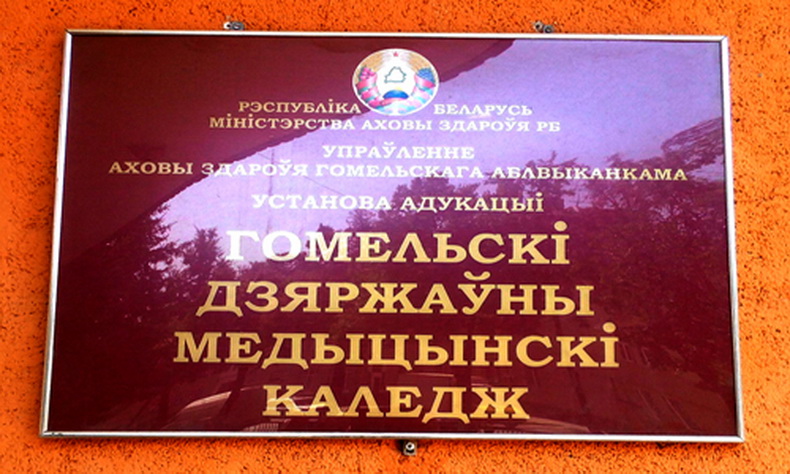 РЭСПУБЛІКА БЕЛАРУСЬ
МІНІСТЭРСТВА АХОВЫ ЗДАРОЎЯ РБ
УПРАЎЛЕННЕ
АХОВЫ ЗДАРОЎЯ ГОМЕЛЬСКАГА АБЛВЫКАНКАМА
УСТАНОВА АДУКАЦЫІ
ГОМЕЛЬСКІ
ДЗЯРЖАЎНЫ
МЕДЫЦЫНСКІ
КАЛЕДЖ